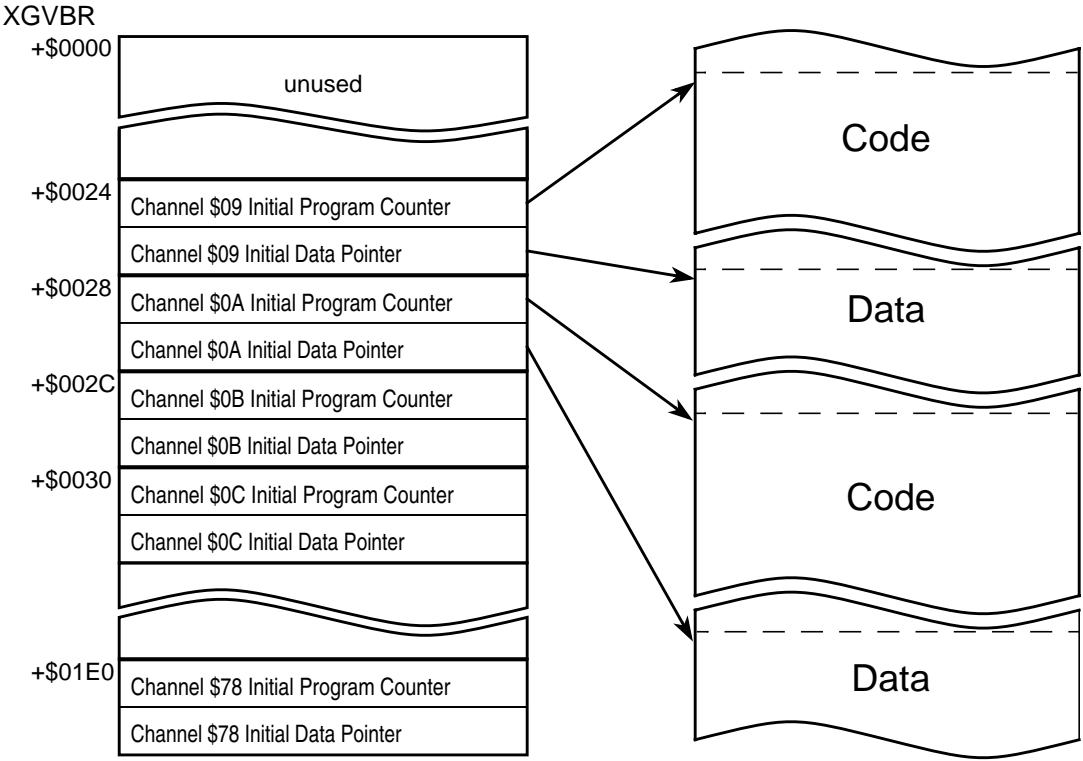 XGVBR
+$0000
unused
+$0024
Channel $09 Initial Program Counter
Channel $09 Initial Data Pointer
+$0028
Channel $0A Initial Program Counter
Channel $0A Initial Data Pointer
+$002C
Channel $0B Initial Program Counter
Channel $0B Initial Data Pointer
+$0030
Channel $0C Initial Program Counter
Channel $0C Initial Data Pointer
+$01E0
Channel $78 Initial Program Counter
Channel $78 Initial Data Pointer
Code
Data
Code
Data